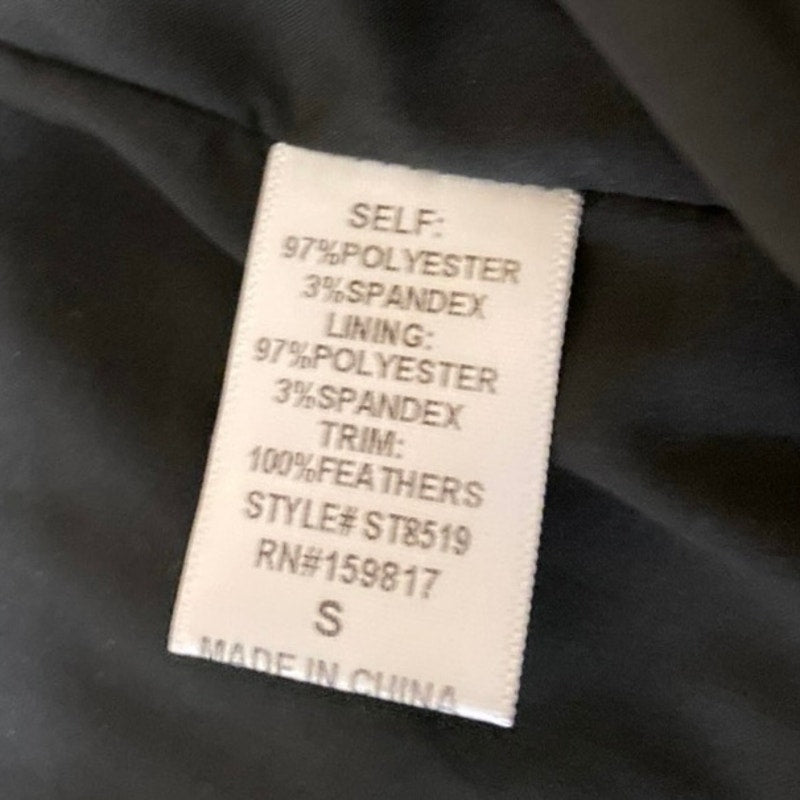 SELF:
97%POLYESTER
3%SPANDEX
LINING:
97%POLYESTER
3%SPANDEX
TRIM:
100%FEATHERS
STYLE# ST8519
RN#159817
S
MADE IN CHINA